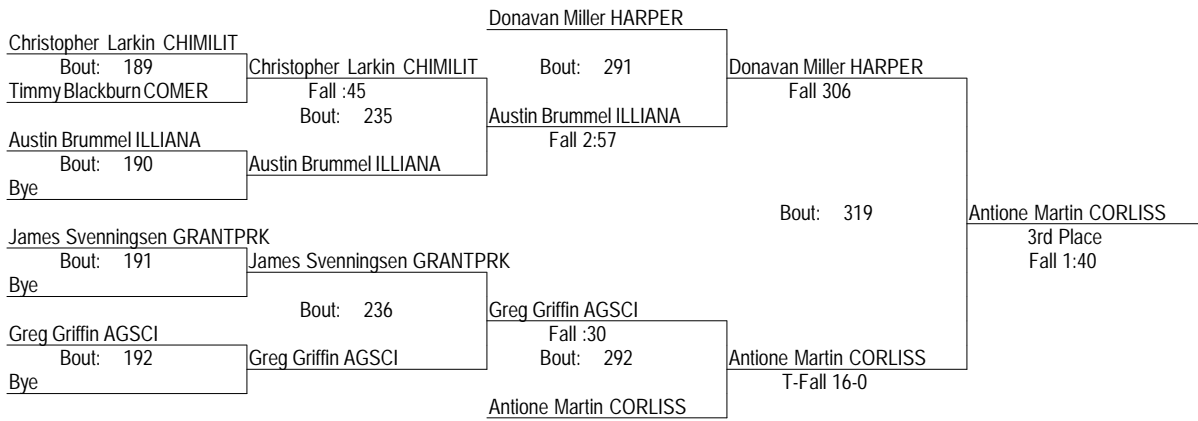 Donavan Miller HARPER
Christopher Larkin CHIMILIT
Bout: 189
Christopher Larkin CHIMILIT
Bout: 291
Donavan Miller HARPER
Timmy Blackburn COMER
Fall :45
Fall 306
Bout: 235
Austin Brummel ILLIANA
Austin Brummel ILLIANA
Fall 2:57
Bout: 190
Austin Brummel ILLIANA
Bye
Bout: 319
Antione Martin CORLISS
James Svenningsen GRANTPRK
3rd Place
Bout: 191
James Svenningsen GRANTPRK
Fall 1:40
Bye
Bout: 236
Greg Griffin AGSCI
Greg Griffin AGSCI
Fall :30
Bout: 192
Greg Griffin AGSCI
Bout: 292
Antione Martin CORLISS
Bye
T-Fall 16-0
Antione Martin CORLISS